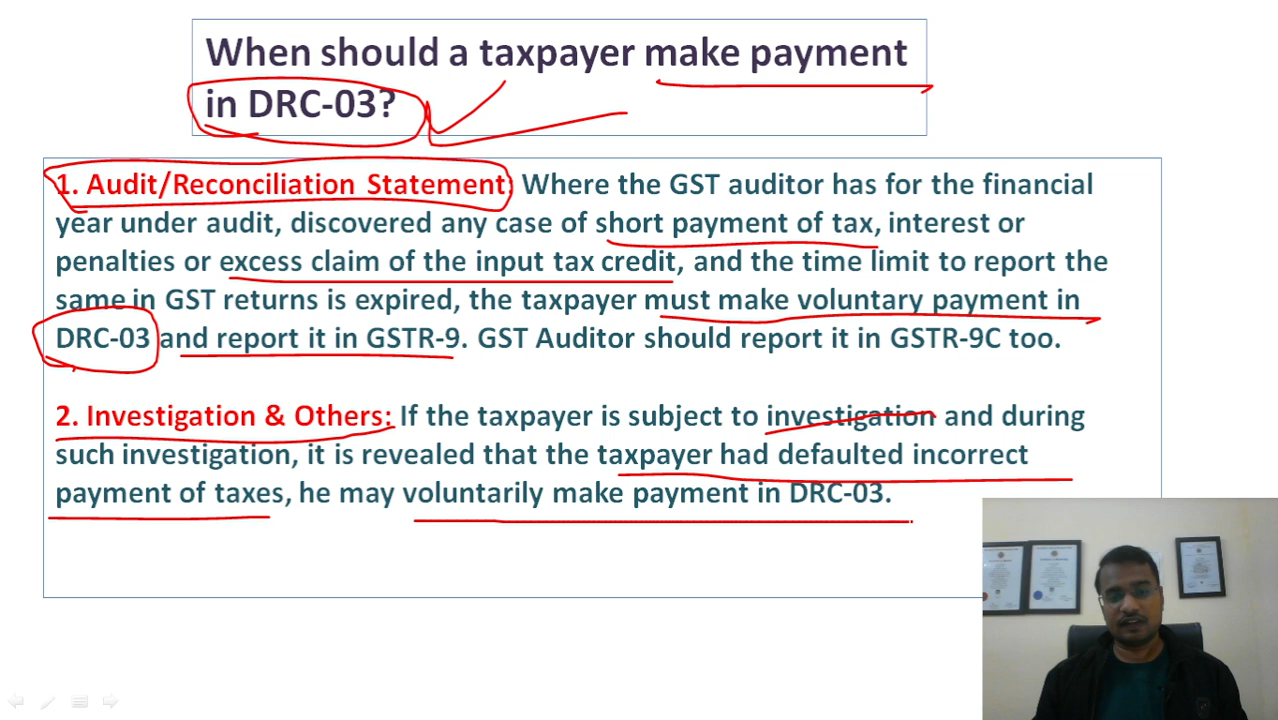 When should a taxpayer make payment
in DRC-03?
1. Audit/Reconciliation Statement: Where the GST auditor has for the financial
year under audit, discovered any case of short payment of tax, interest or
penalties or excess claim of the input tax credit, and the time limit to report the
same in GST returns is expired, the taxpayer must make voluntary payment in
DRC-03 and report it in GSTR-9. GST Auditor should report it in GSTR-9C too.
2. Investigation & Others: If the taxpayer is subject to investigation and during
such investigation, it is revealed that the taxpayer had defaulted incorrect
payment of taxes, he may voluntarily make payment in DRC-03.